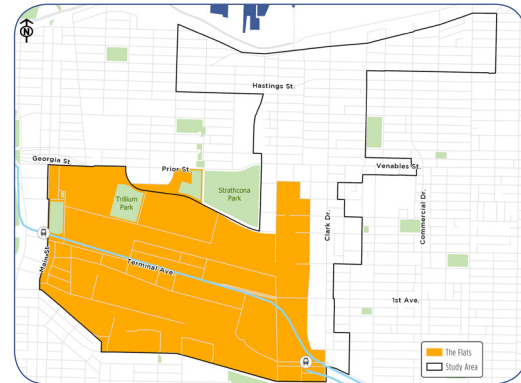 N
Hastings St.
Georgia St.
Prior St.
Venables St.
Trillium
Park
Strathcona
Park
Clark Dr.
Commercial Dr.
Main St.
Terminal Ave.
1st Ave.
The Flats
Study Area